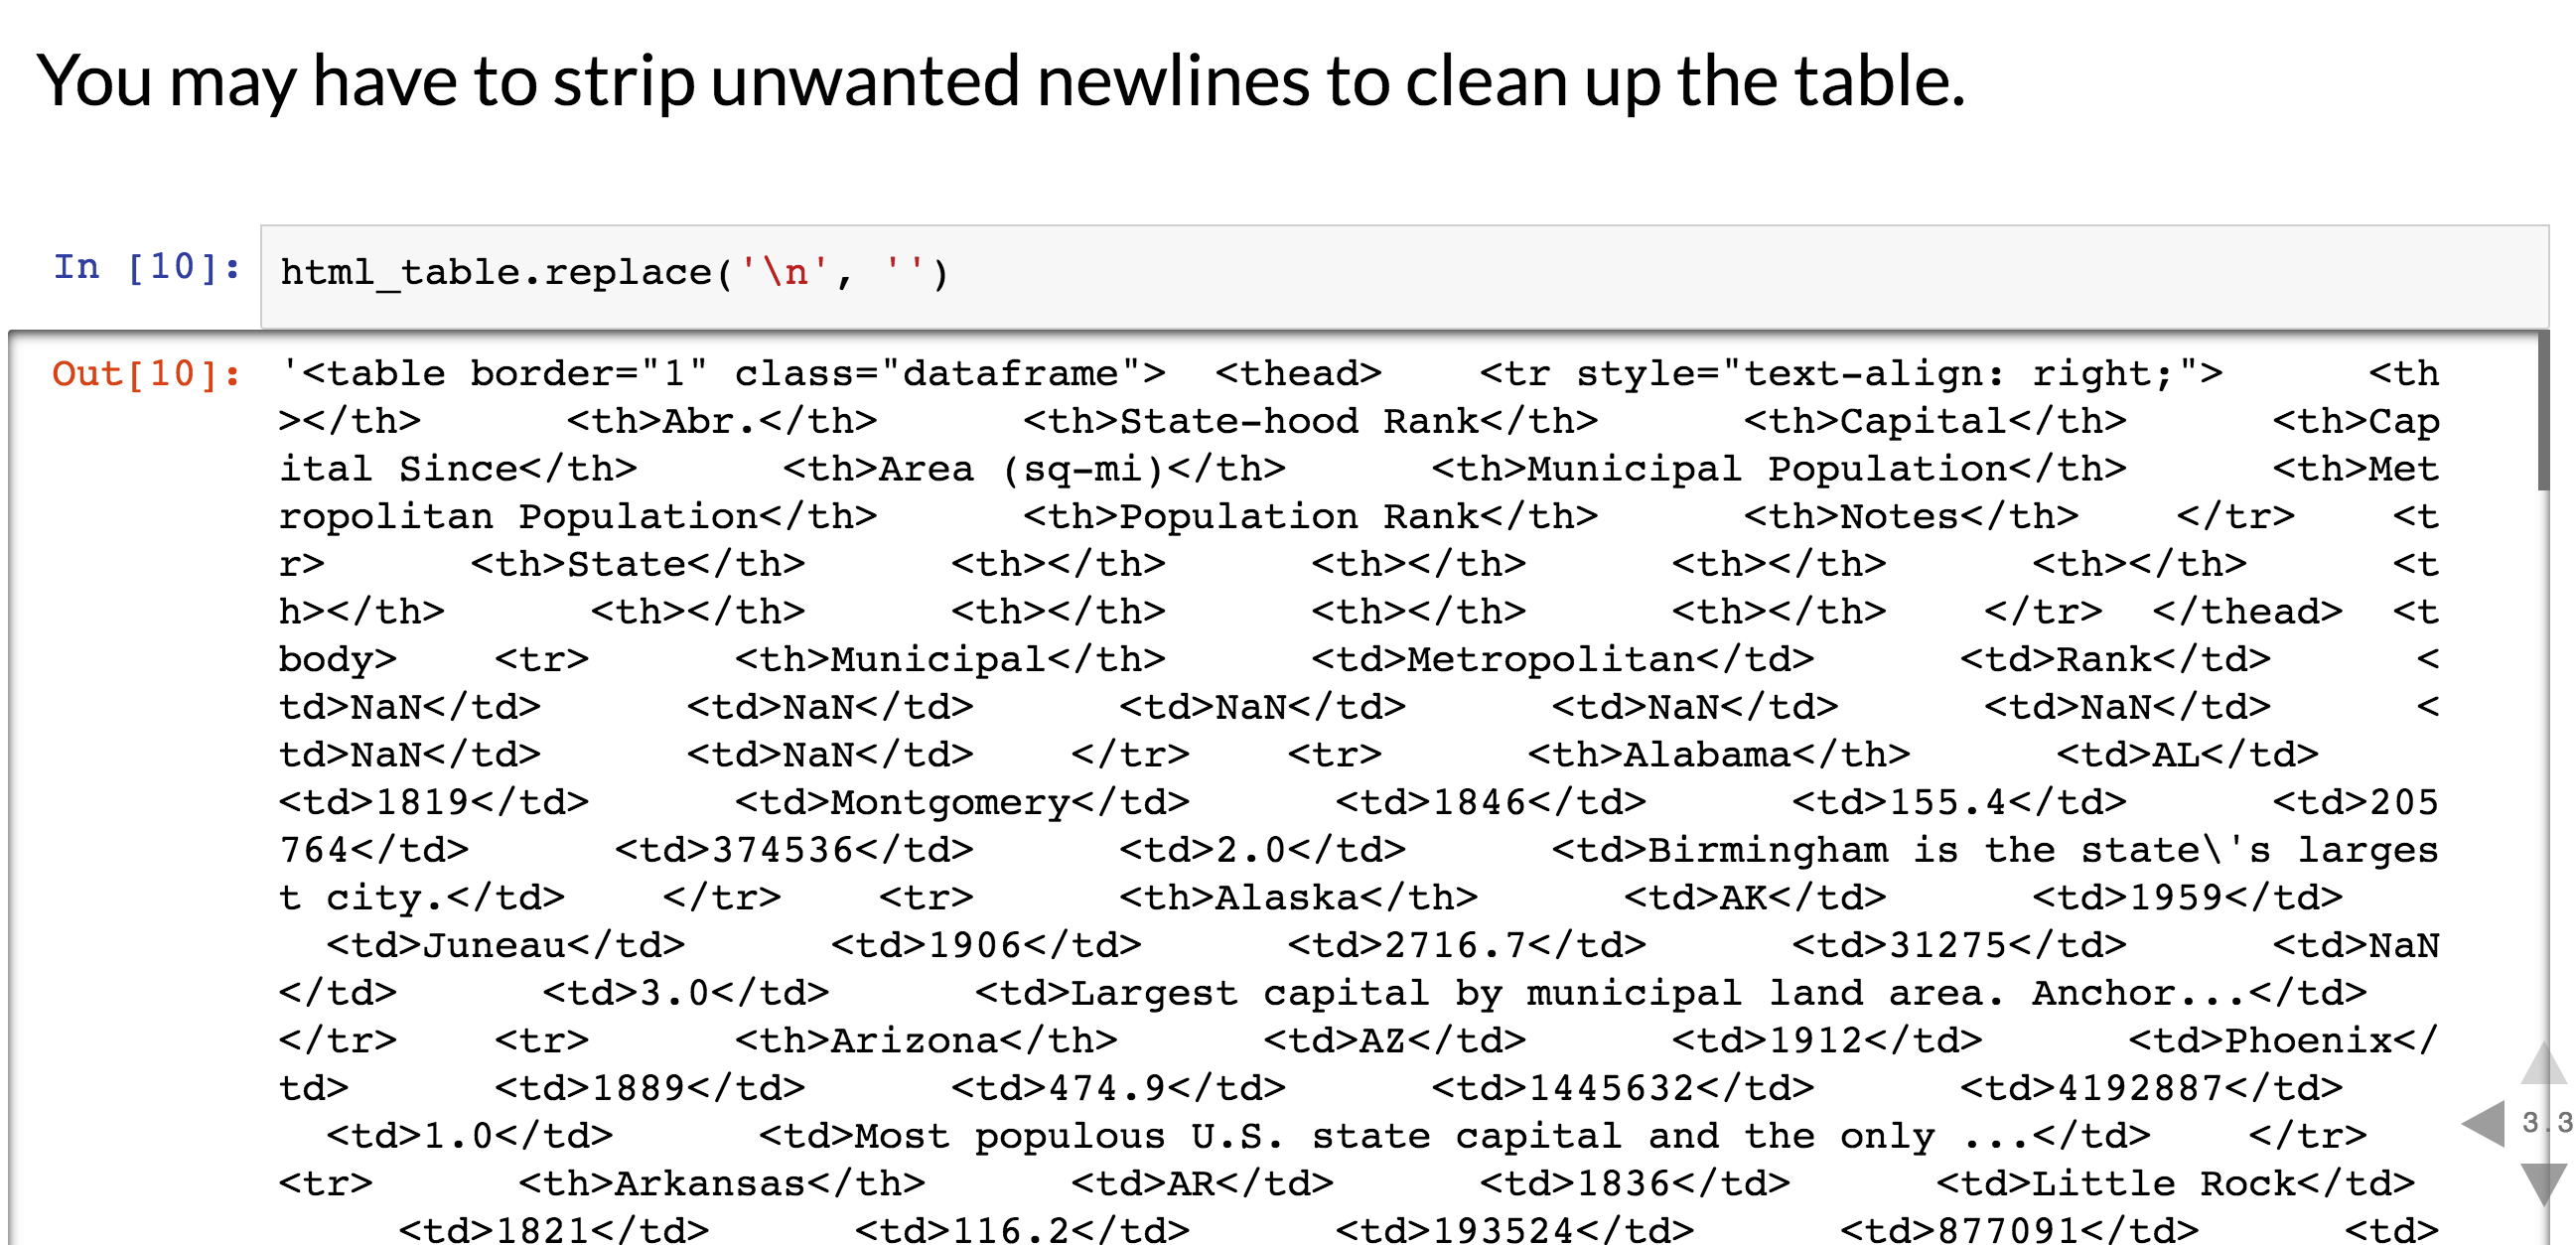 You may have to strip unwanted newlines to clean up the table.
In [10]: html_table.replace('\n', '')
Out[10]: '<table border="1" class="dataframe">  <thead>    <tr style="text-align: right;">      <th
></th>      <th>Abr.</th>      <th>State-hood Rank</th>      <th>Capital</th>      <th>Cap
ital Since</th>      <th>Area (sq-mi)</th>      <th>Municipal Population</th>      <th>Met
ropolitan Population</th>      <th>Population Rank</th>      <th>Notes</th>    </tr>    <t
r>      <th>State</th>      <th></th>      <th></th>      <th></th>      <th></th>      <t
h></th>      <th></th>      <th></th>      <th></th>      <th></th>    </tr>  </thead>  <t
body>    <tr>      <th>Municipal</th>      <td>Metropolitan</td>      <td>Rank</td>      <
td>NaN</td>      <td>NaN</td>      <td>NaN</td>      <td>NaN</td>      <td>NaN</td>      <
td>NaN</td>      <td>NaN</td>    </tr>    <tr>      <th>Alabama</th>      <td>AL</td>
<td>1819</td>      <td>Montgomery</td>      <td>1846</td>      <td>155.4</td>      <td>205
764</td>      <td>374536</td>      <td>2.0</td>      <td>Birmingham is the state\'s larges
t city.</td>    </tr>    <tr>      <th>Alaska</th>      <td>AK</td>      <td>1959</td>
  <td>Juneau</td>      <td>1906</td>      <td>2716.7</td>      <td>31275</td>      <td>NaN
</td>      <td>3.0</td>      <td>Largest capital by municipal land area. Anchor...</td>
</tr>    <tr>      <th>Arizona</th>      <td>AZ</td>      <td>1912</td>      <td>Phoenix</
td>      <td>1889</td>      <td>474.9</td>      <td>1445632</td>      <td>4192887</td>
  <td>1.0</td>      <td>Most populous U.S. state capital and the only ...</td>    </tr>
<tr>      <th>Arkansas</th>      <td>AR</td>      <td>1836</td>      <td>Little Rock</td>
     <td>1821</td>      <td>116.2</td>      <td>193524</td>      <td>877091</td>      <td>
3.3